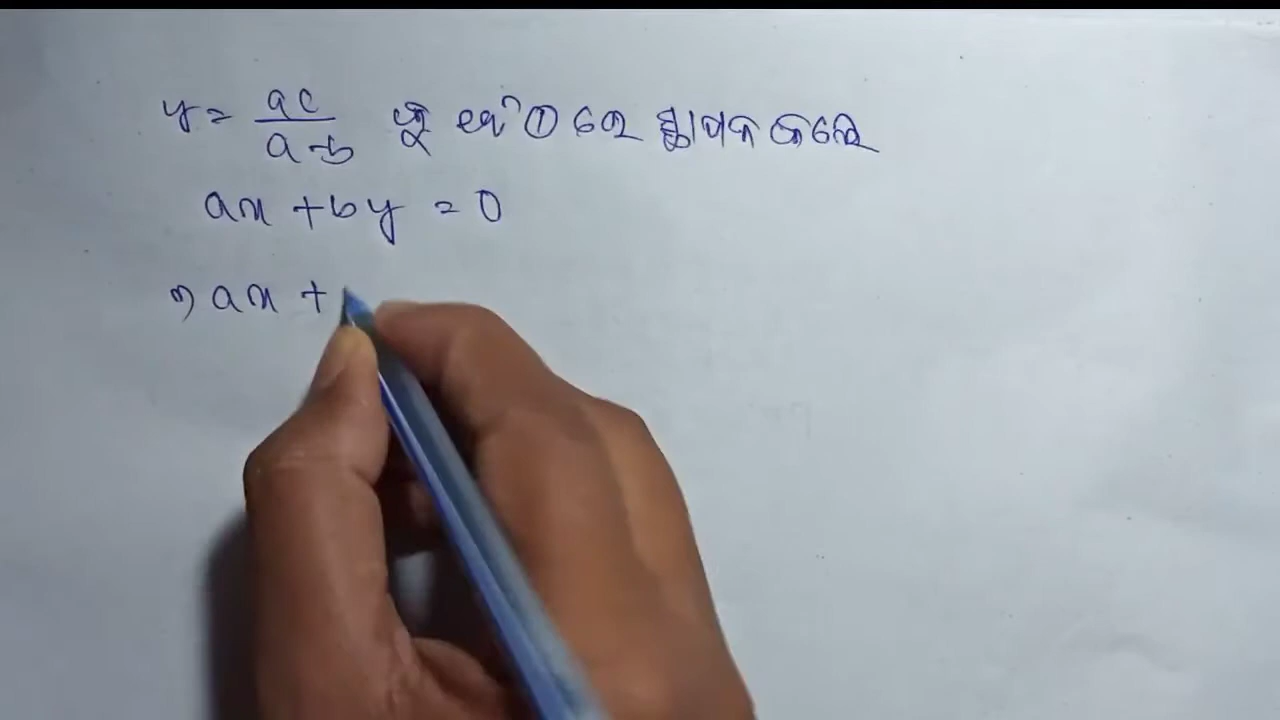 y = ac/(a-b) କୁ ସଂ ① ରେ ସ୍ଥାପନ କଲେ
ax + by = 0
⇒ ax +